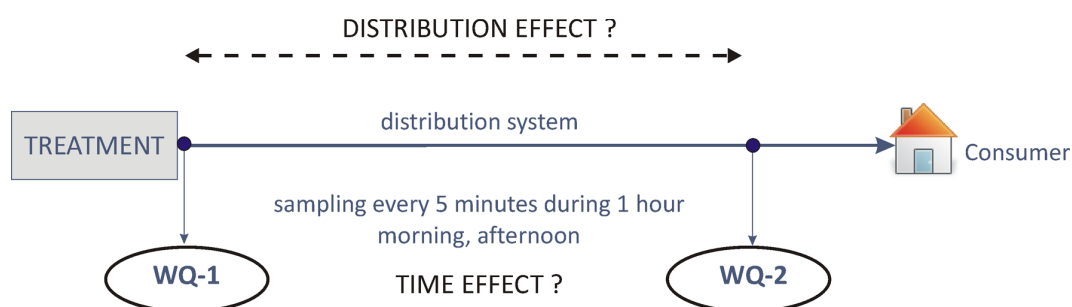 DISTRIBUTION EFFECT ?
TREATMENT
distribution system
Consumer
sampling every 5 minutes during 1 hour
morning, afternoon
WQ-1
TIME EFFECT ?
WQ-2